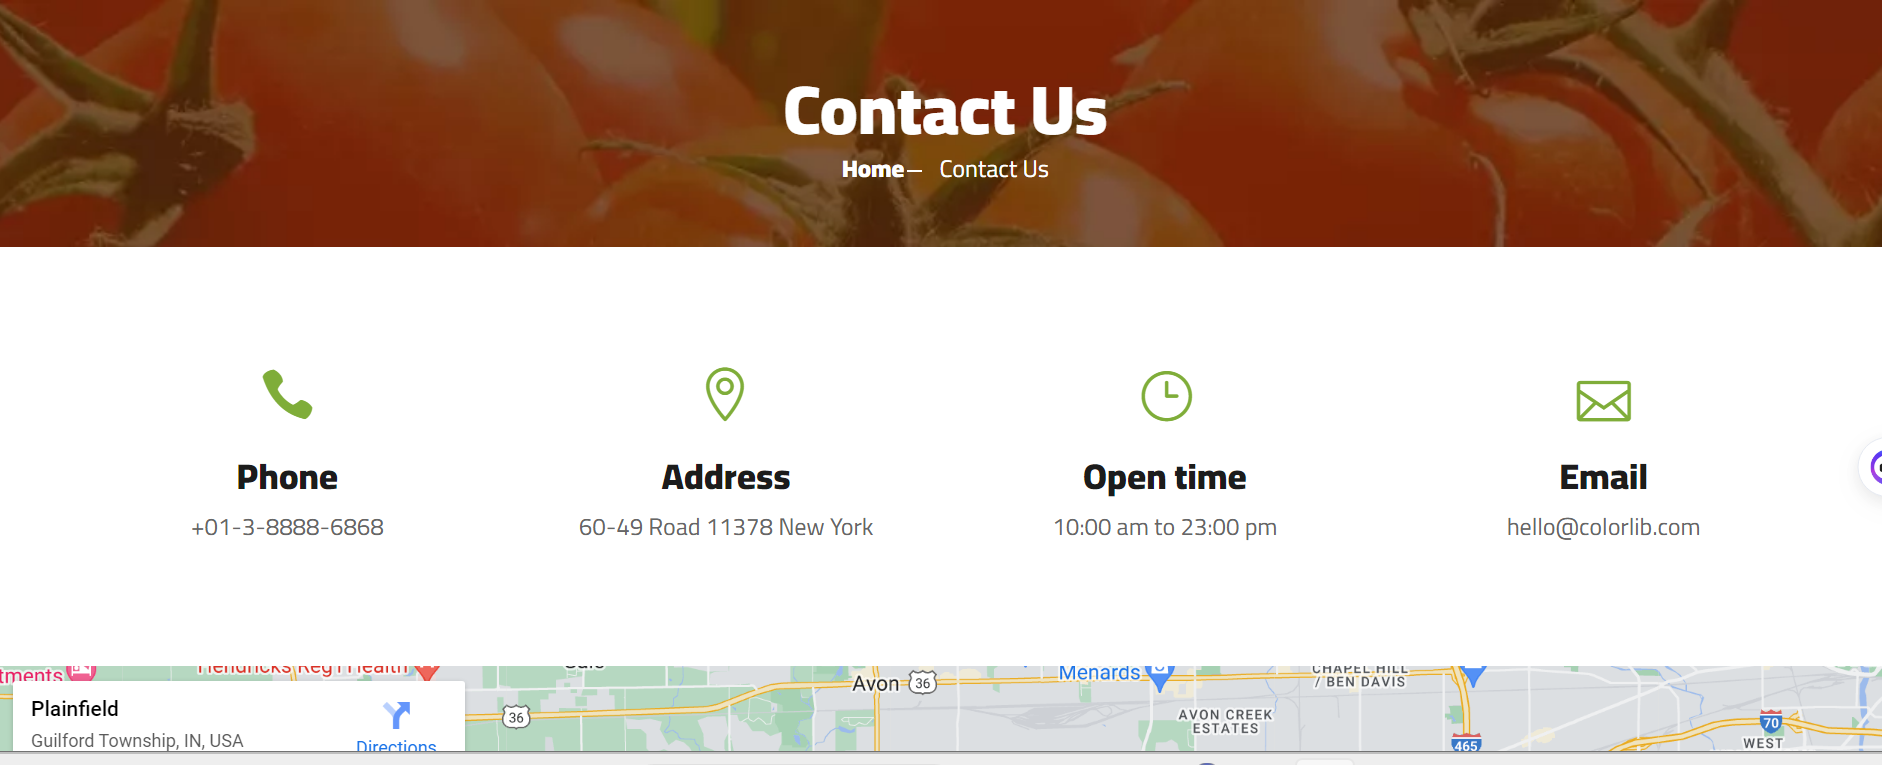 Contact Us
Home– Contact Us
Phone
+01-3-8888-6868
Address
60-49 Road 11378 New York
Open time
10:00 am to 23:00 pm
Email
hello@colorlib.com
tments
Hendricks Reg'l Health
Plainfield
Guilford Township, IN, USA
Directions
36
Avon 36
Menards
CHAPEL HILL
/ BEN DAVIS
AVON CREEK
ESTATES
465
70
WEST